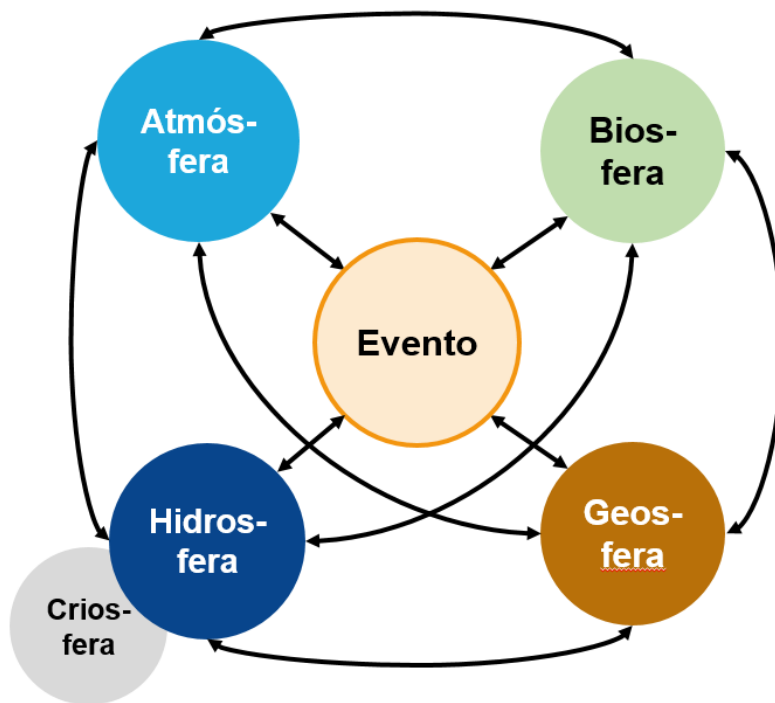 Atmós-
fera
Bios-
fera
Evento
Hidros-
fera
Geos-
fera
Crios-
fera